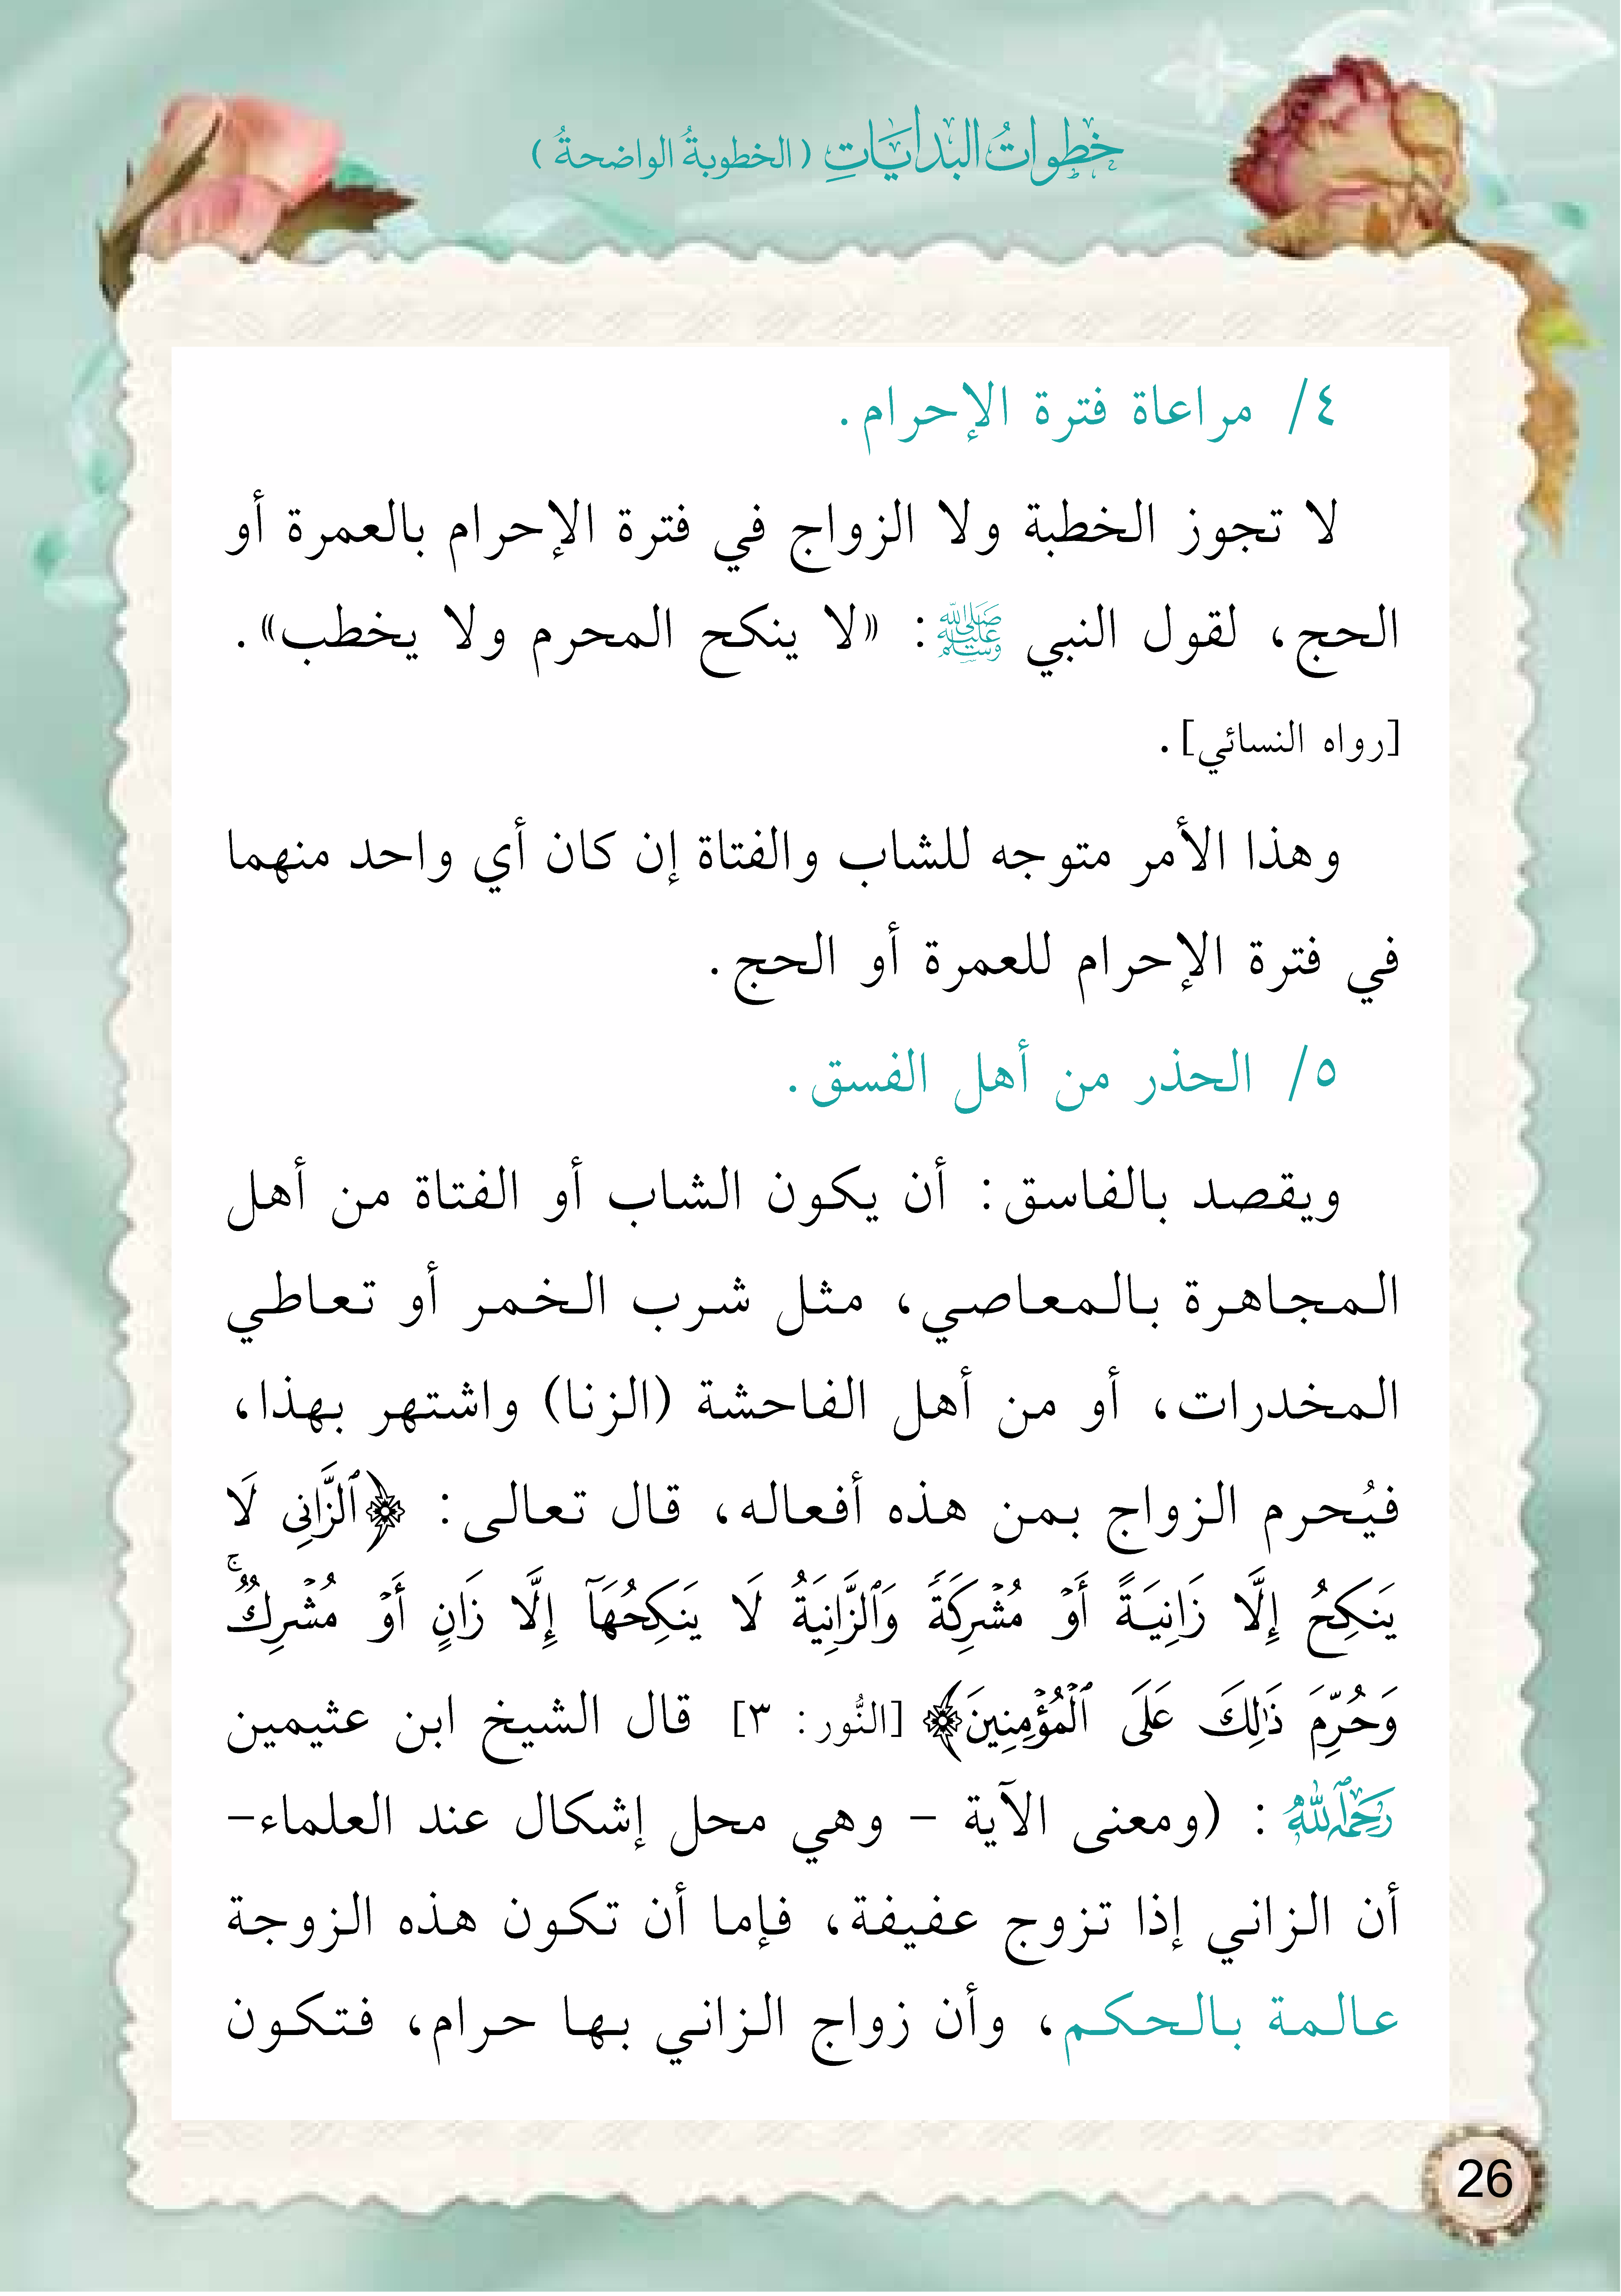 خطوات البدايات (الخطوبة الواضحة)
٤/ مراعاة فترة الإحرام.
لا تجوز الخطبة ولا الزواج في فترة الإحرام بالعمرة أو
الحج، لقول النبي ﷺ: «لا ينكح المحرم ولا يخطب».
[رواه النسائي].
وهذا الأمر متوجه للشاب والفتاة إن كان أي واحد منهما
في فترة الإحرام للعمرة أو الحج.
٥/ الحذر من أهل الفسق.
ويقصد بالفاسق: أن يكون الشاب أو الفتاة من أهل
المجاهرة بالمعاصي، مثل شرب الخمر أو تعاطي
المخدرات، أو من أهل الفاحشة (الزنا) واشتهر بهذا،
فيُحرم الزواج بمن هذه أفعاله، قال تعالى: ﴿ٱلزَّانِى لَا
يَنكِحُ إِلَّا زَانِيَةً أَوۡ مُشۡرِكَةً وَٱلزَّانِيَةُ لَا يَنكِحُهَآ إِلَّا زَانٍ أَوۡ مُشۡرِكٌۚ
وَحُرِّمَ ذَٰلِكَ عَلَى ٱلۡمُؤۡمِنِينَ﴾ [النُّور: ٣] قال الشيخ ابن عثيمين
رَحِمَهُ ٱللَّهُ: (ومعنى الآية - وهي محل إشكال عند العلماء-
أن الزاني إذا تزوج عفيفة، فإما أن تكون هذه الزوجة
عالمة بالحكم، وأن زواج الزاني بها حرام، فتكون
26